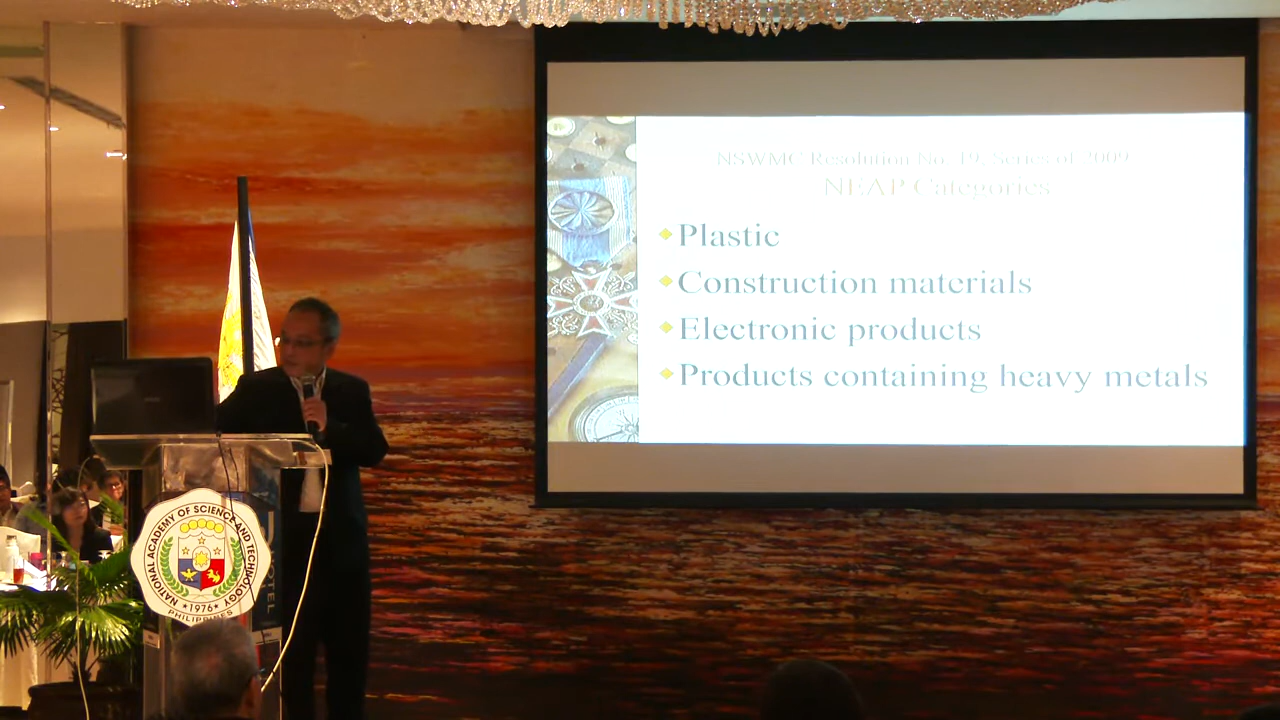 NSWMC Resolution No. 19, Series of 2009
NEAP Categories
Plastic
Construction materials
Electronic products
Products containing heavy metals
NATIONAL ACADEMY OF SCIENCE AND TECHNOLOGY
1976
PHILIPPINES
HOTEL